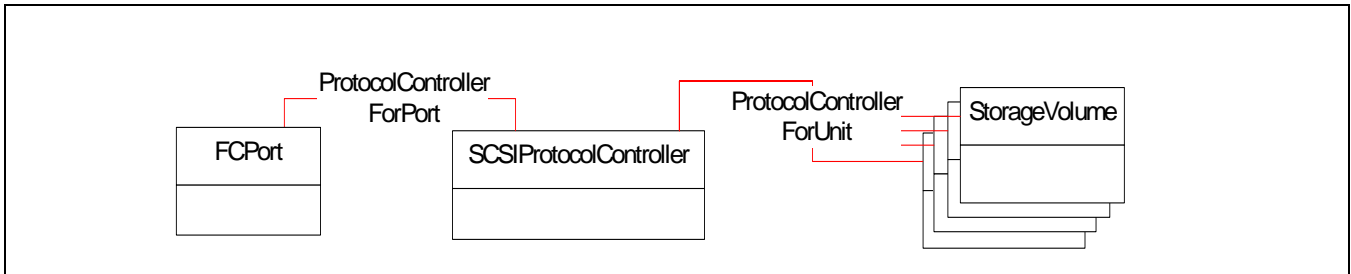 ProtocolController
ForPort
ProtocolController
ForUnit
FCPort
SCSIProtocolController
StorageVolume